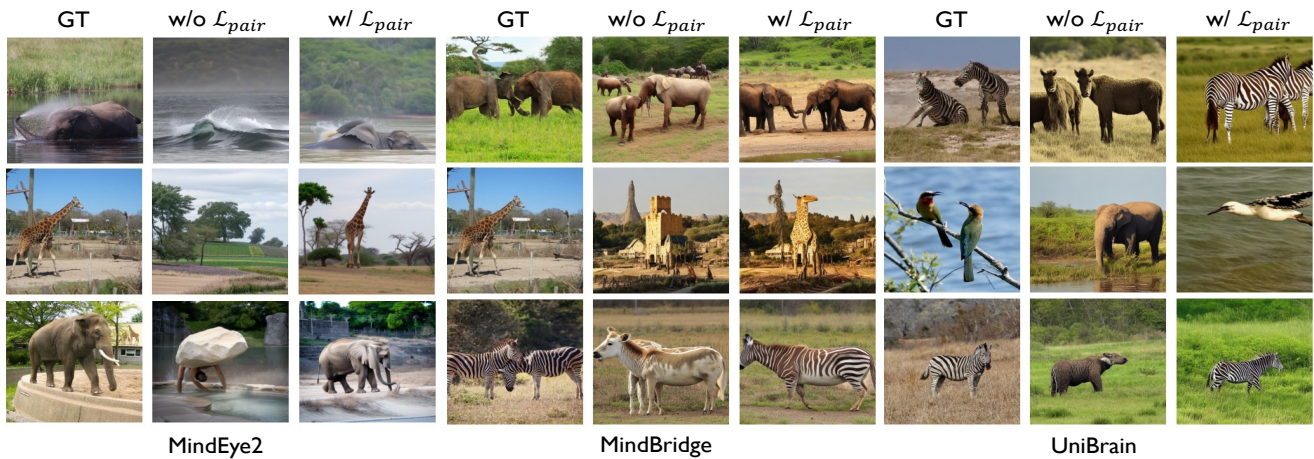 GT w/o ℒ_pair w/ ℒ_pair GT w/o ℒ_pair w/ ℒ_pair GT w/o ℒ_pair w/ ℒ_pair
MindEye2 MindBridge UniBrain